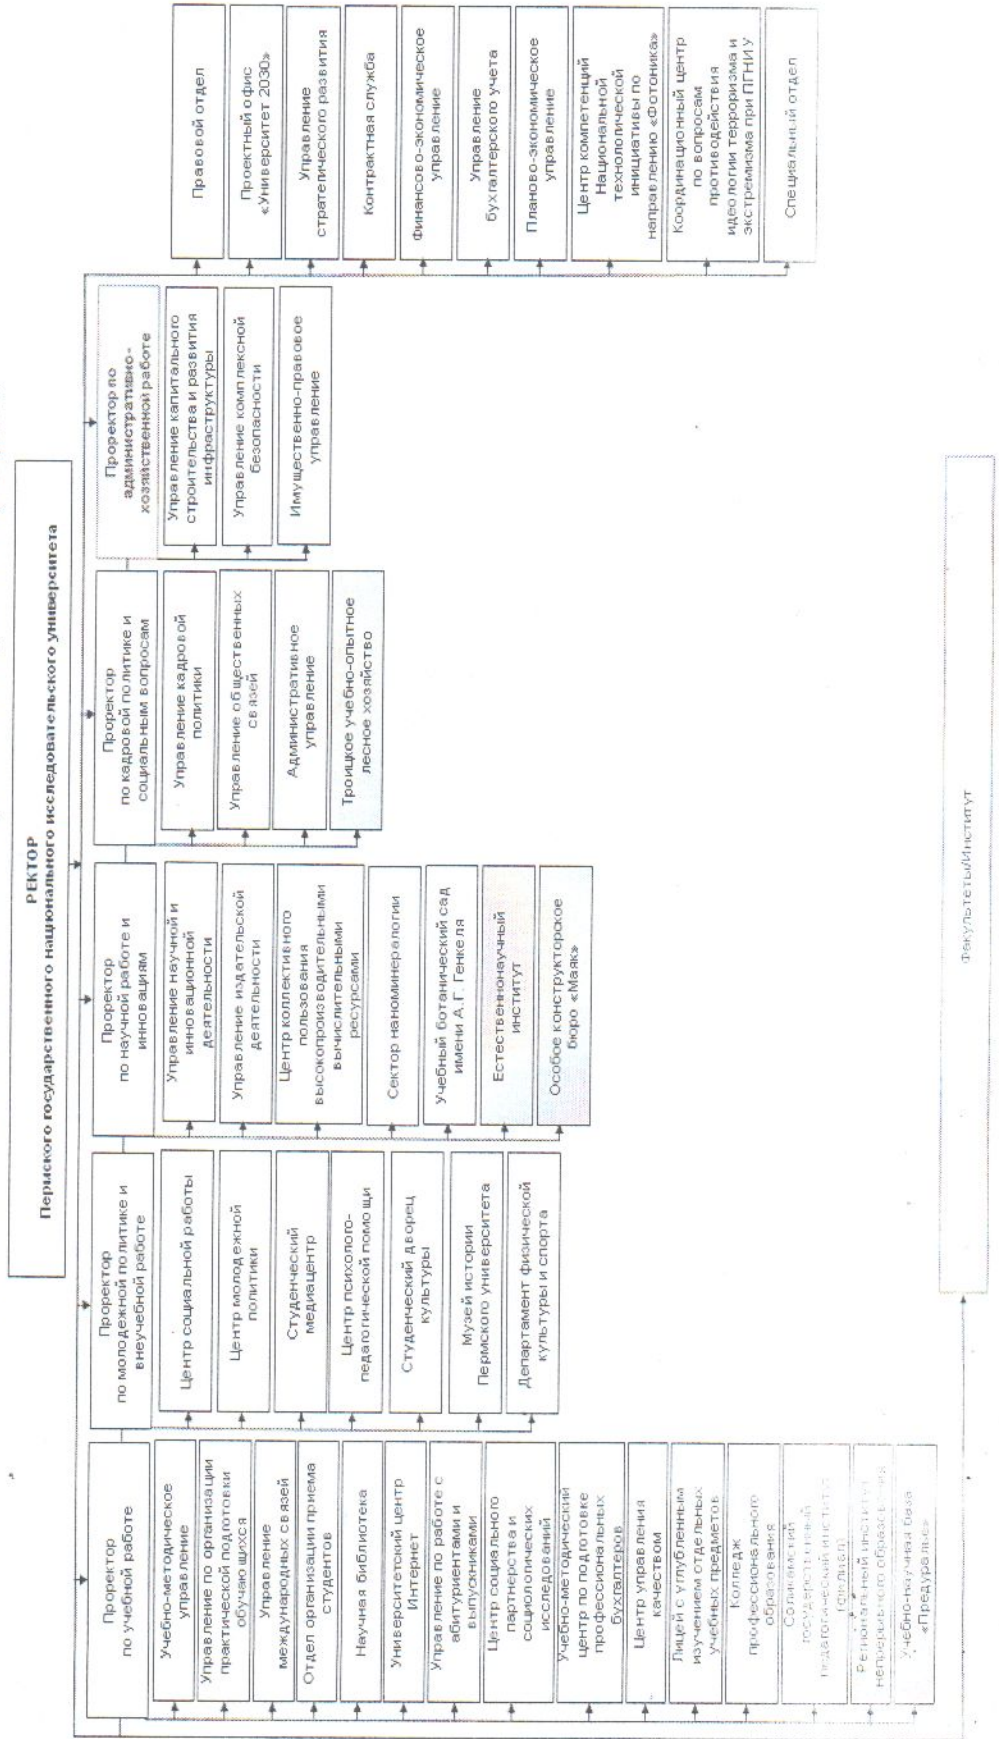 РЕКТОР
Пермского государственного национального исследовательского университета
Проректор
по учебной работе
Учебно-методическое
управление
Управление по организации
практической подготовки
обучающихся
Управление
международных связей
Отдел организации приема
студентов
Научная библиотека
Университетский центр
Интернет
Управление по работе с
абитуриентами и
выпускниками
Центр социального
партнерства и
социологических
исследований
Учебно-методический
центр по подготовке
профессиональных
бухгалтеров
Центр управления
качеством
Лицей с углубленным
изучением отдельных
учебных предметов
Колледж
профессионального
образования
Соликамский
государственный
педагогический институт
(филиал)
Региональный институт
непрерывного образования
Учебно-научная база
«Предуралье»
Проректор
по молодежной политике и
внеучебной работе
Центр социальной работы
Центр молодежной
политики
Студенческий
медиацентр
Центр психолого-
педагогической помощи
Студенческий дворец
культуры
Музей истории
Пермского университета
Департамент физической
культуры и спорта
Проректор
по научной работе и
инновациям
Управление научной и
инновационной
деятельности
Управление издательской
деятельности
Центр коллективного
пользования
высокопроизводительными
вычислительными
ресурсами
Сектор наноминералогии
Учебный ботанический сад
имени А.Г. Генкеля
Естественнонаучный
институт
Особое конструкторское
бюро «Маяк»
Проректор
по кадровой политике и
социальным вопросам
Управление кадровой
политики
Управление общественных
связей
Административное
управление
Троицкое учебно-опытное
лесное хозяйство
Проректор по
административно-
хозяйственной работе
Управление капитального
строительства и развития
инфраструктуры
Управление комплексной
безопасности
Имущественно-правовое
управление
Правовой отдел
Проектный офис
«Университет 2030»
Управление
стратегического развития
Контрактная служба
Финансово-экономическое
управление
Управление
бухгалтерского учета
Планово-экономическое
управление
Центр компетенций
Национальной
технологической
инициативы по
направлению «Фотоника»
Координационный центр
по вопросам
противодействия
идеологии терроризма и
экстремизма при ПГНИУ
Специальный отдел
Факультеты/Институт